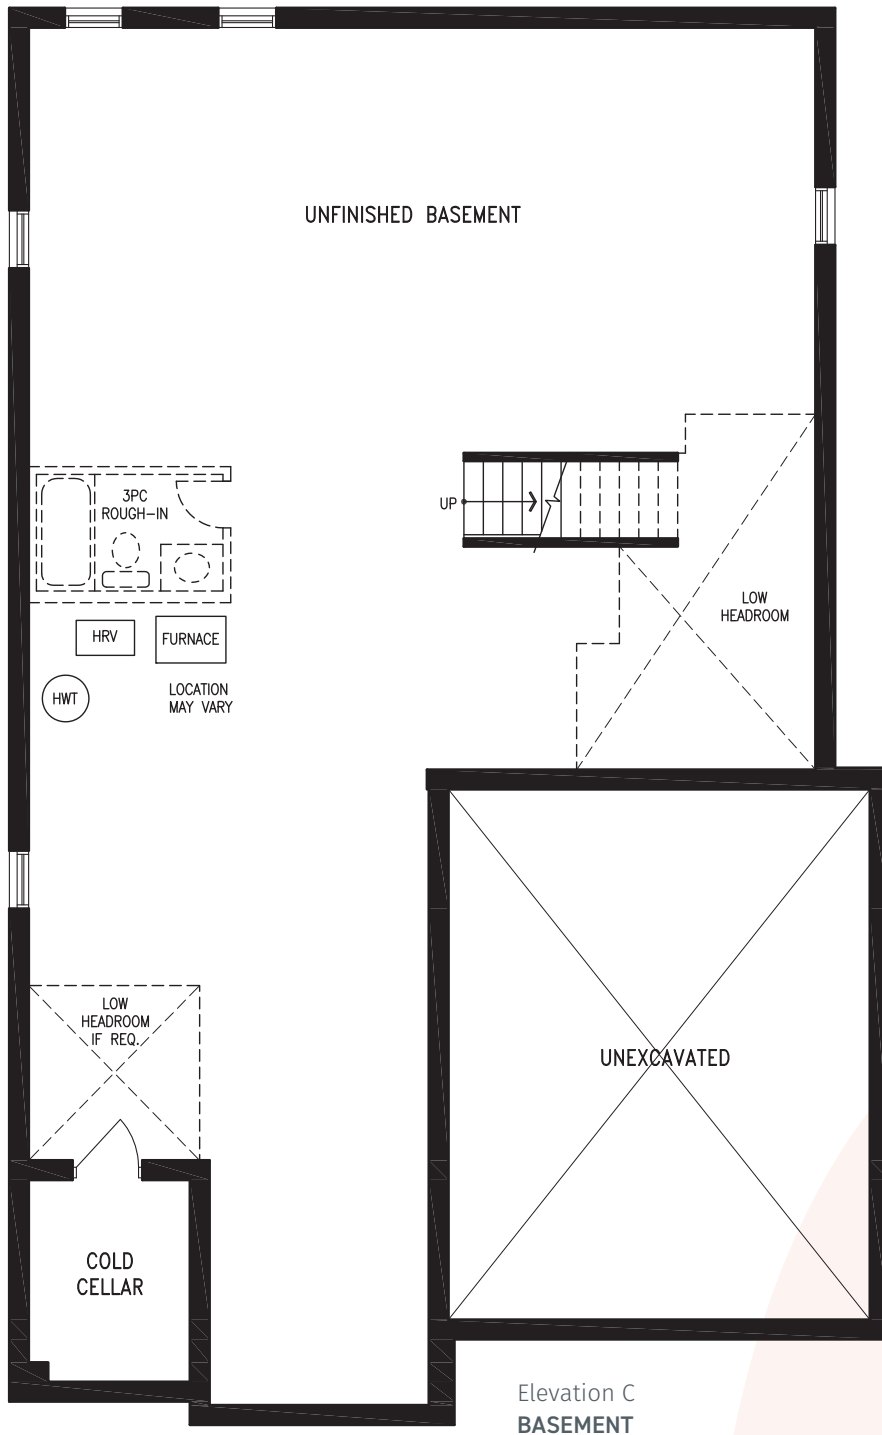 UNFINISHED BASEMENT
3PC
ROUGH-IN
UP
LOW
HEADROOM
HRV
FURNACE
HWT
LOCATION
MAY VARY
LOW
HEADROOM
IF REQ.
UNEXCAVATED
COLD
CELLAR
Elevation C
BASEMENT